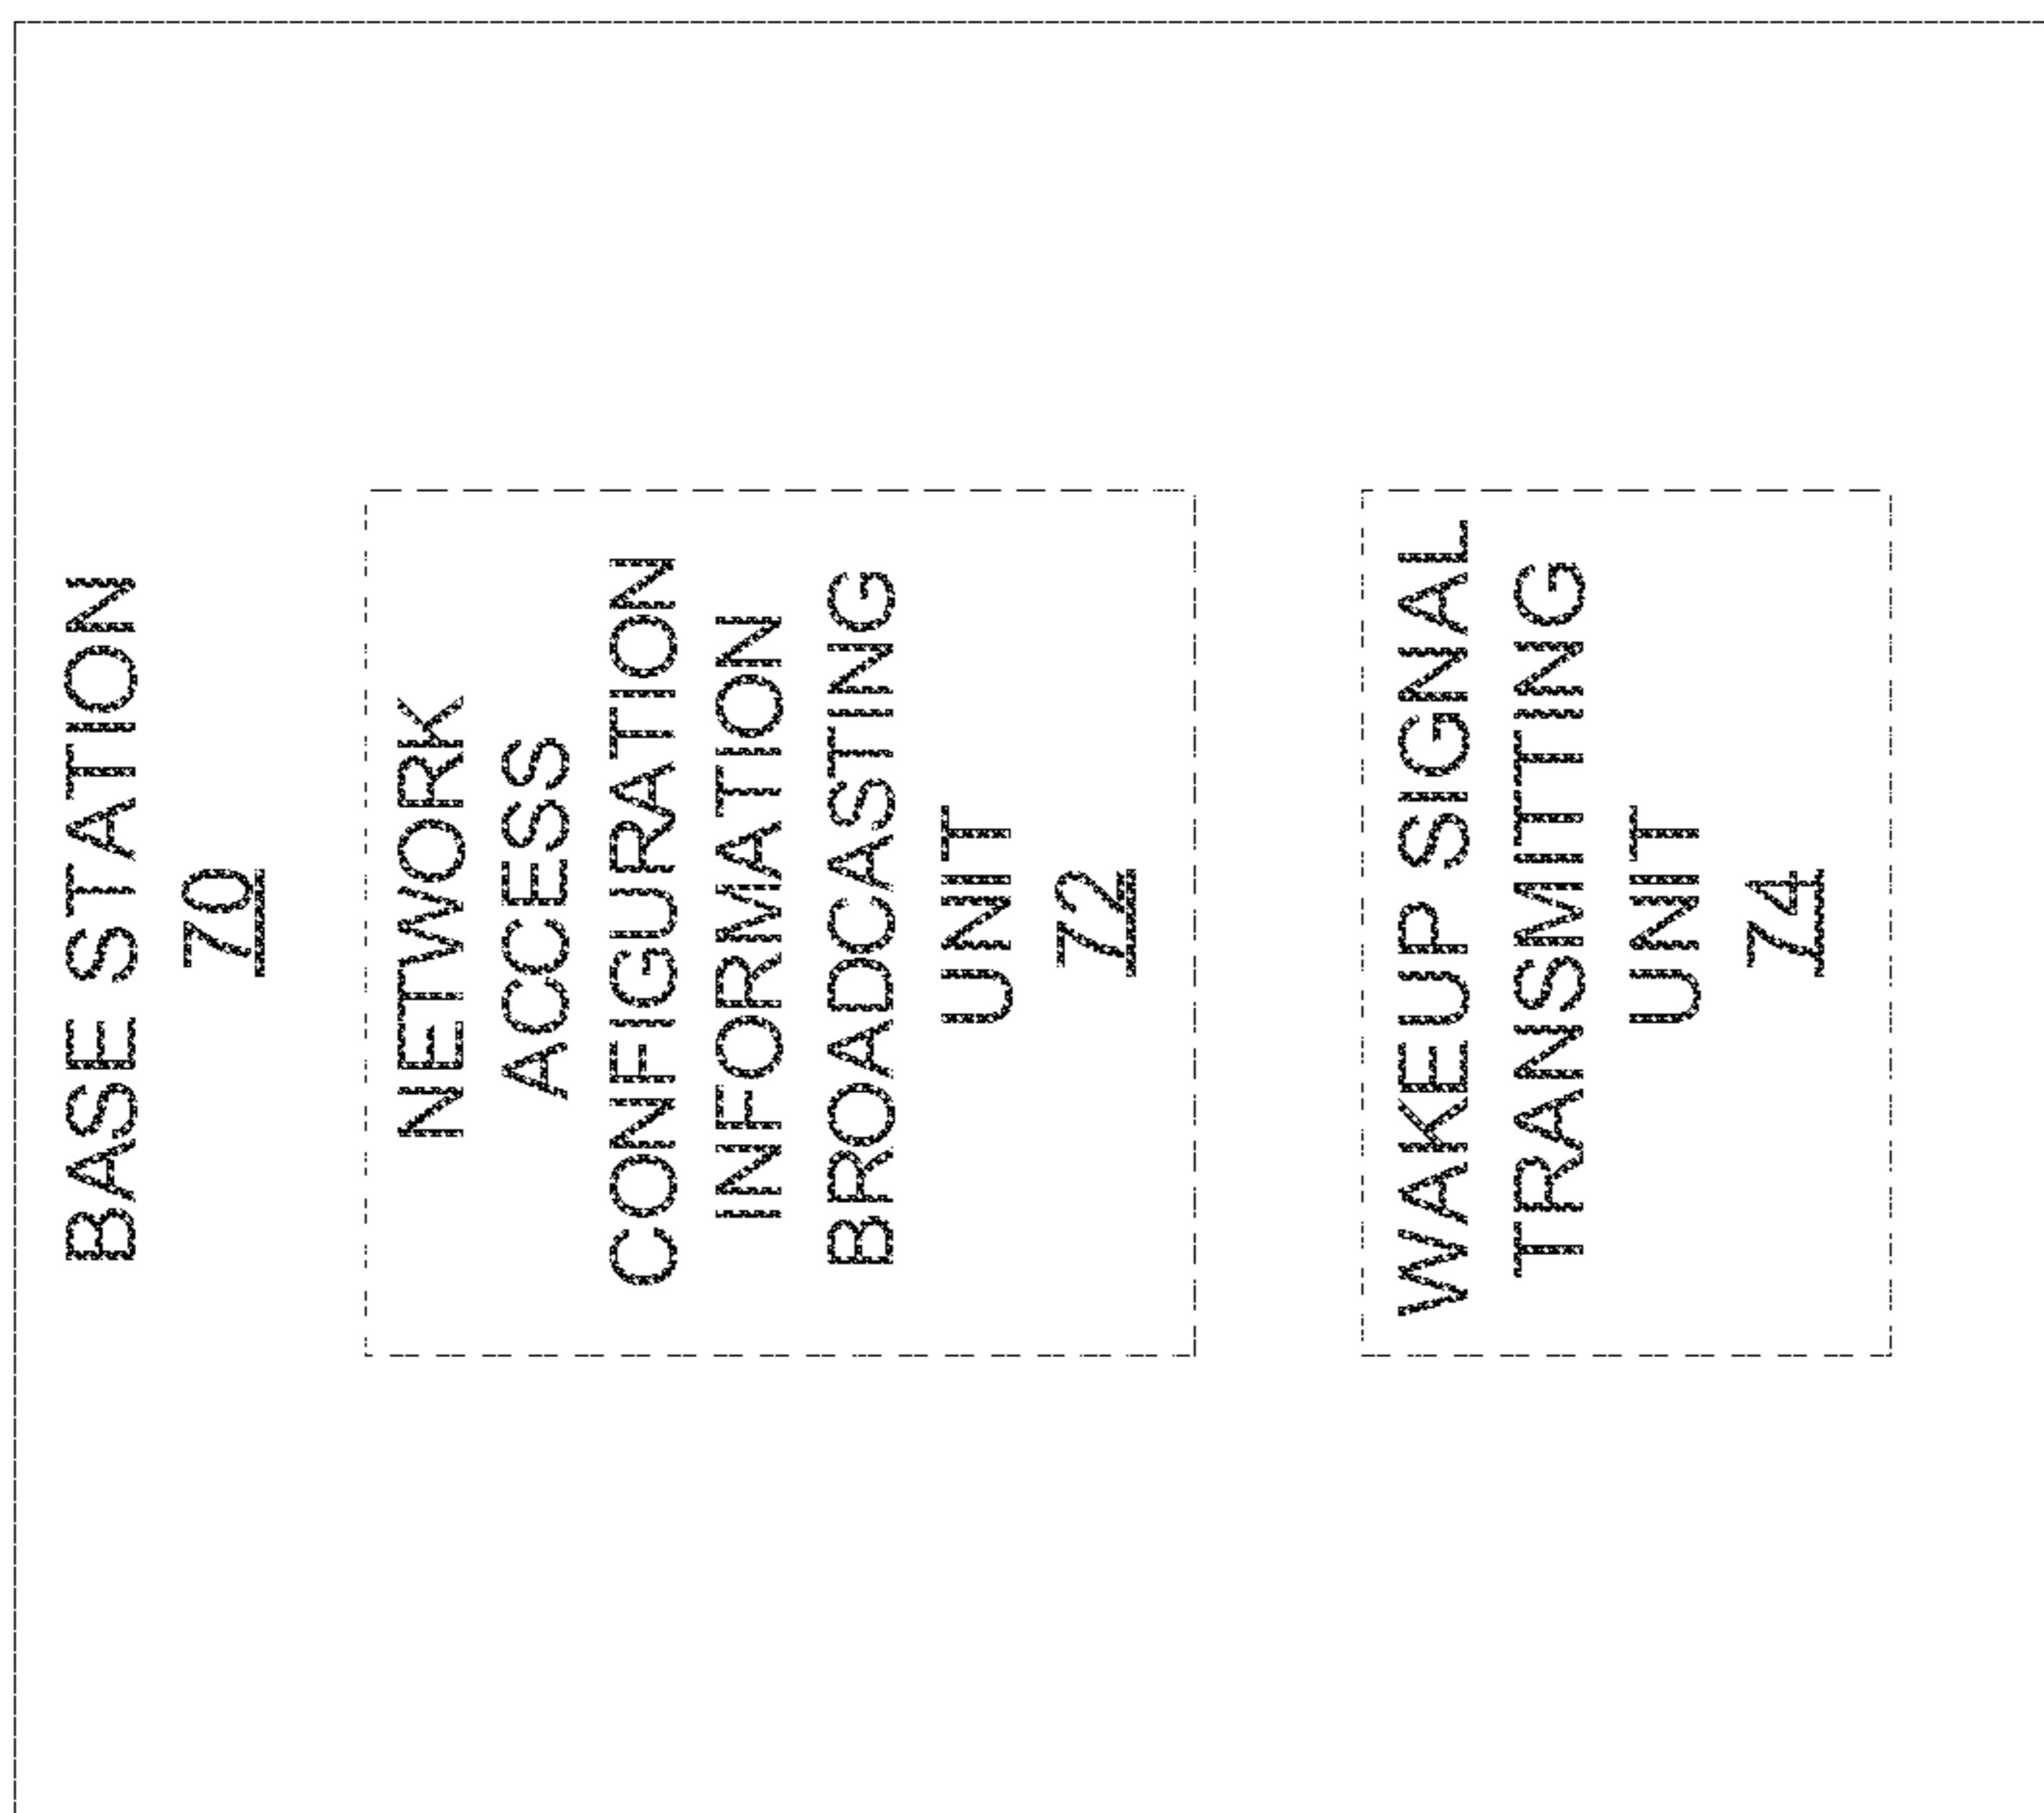 BASE STATION
70
NETWORK
ACCESS
CONFIGURATION
INFORMATION
BROADCASTING
UNIT
72
WAKEUP SIGNAL
TRANSMITTING
UNIT
74